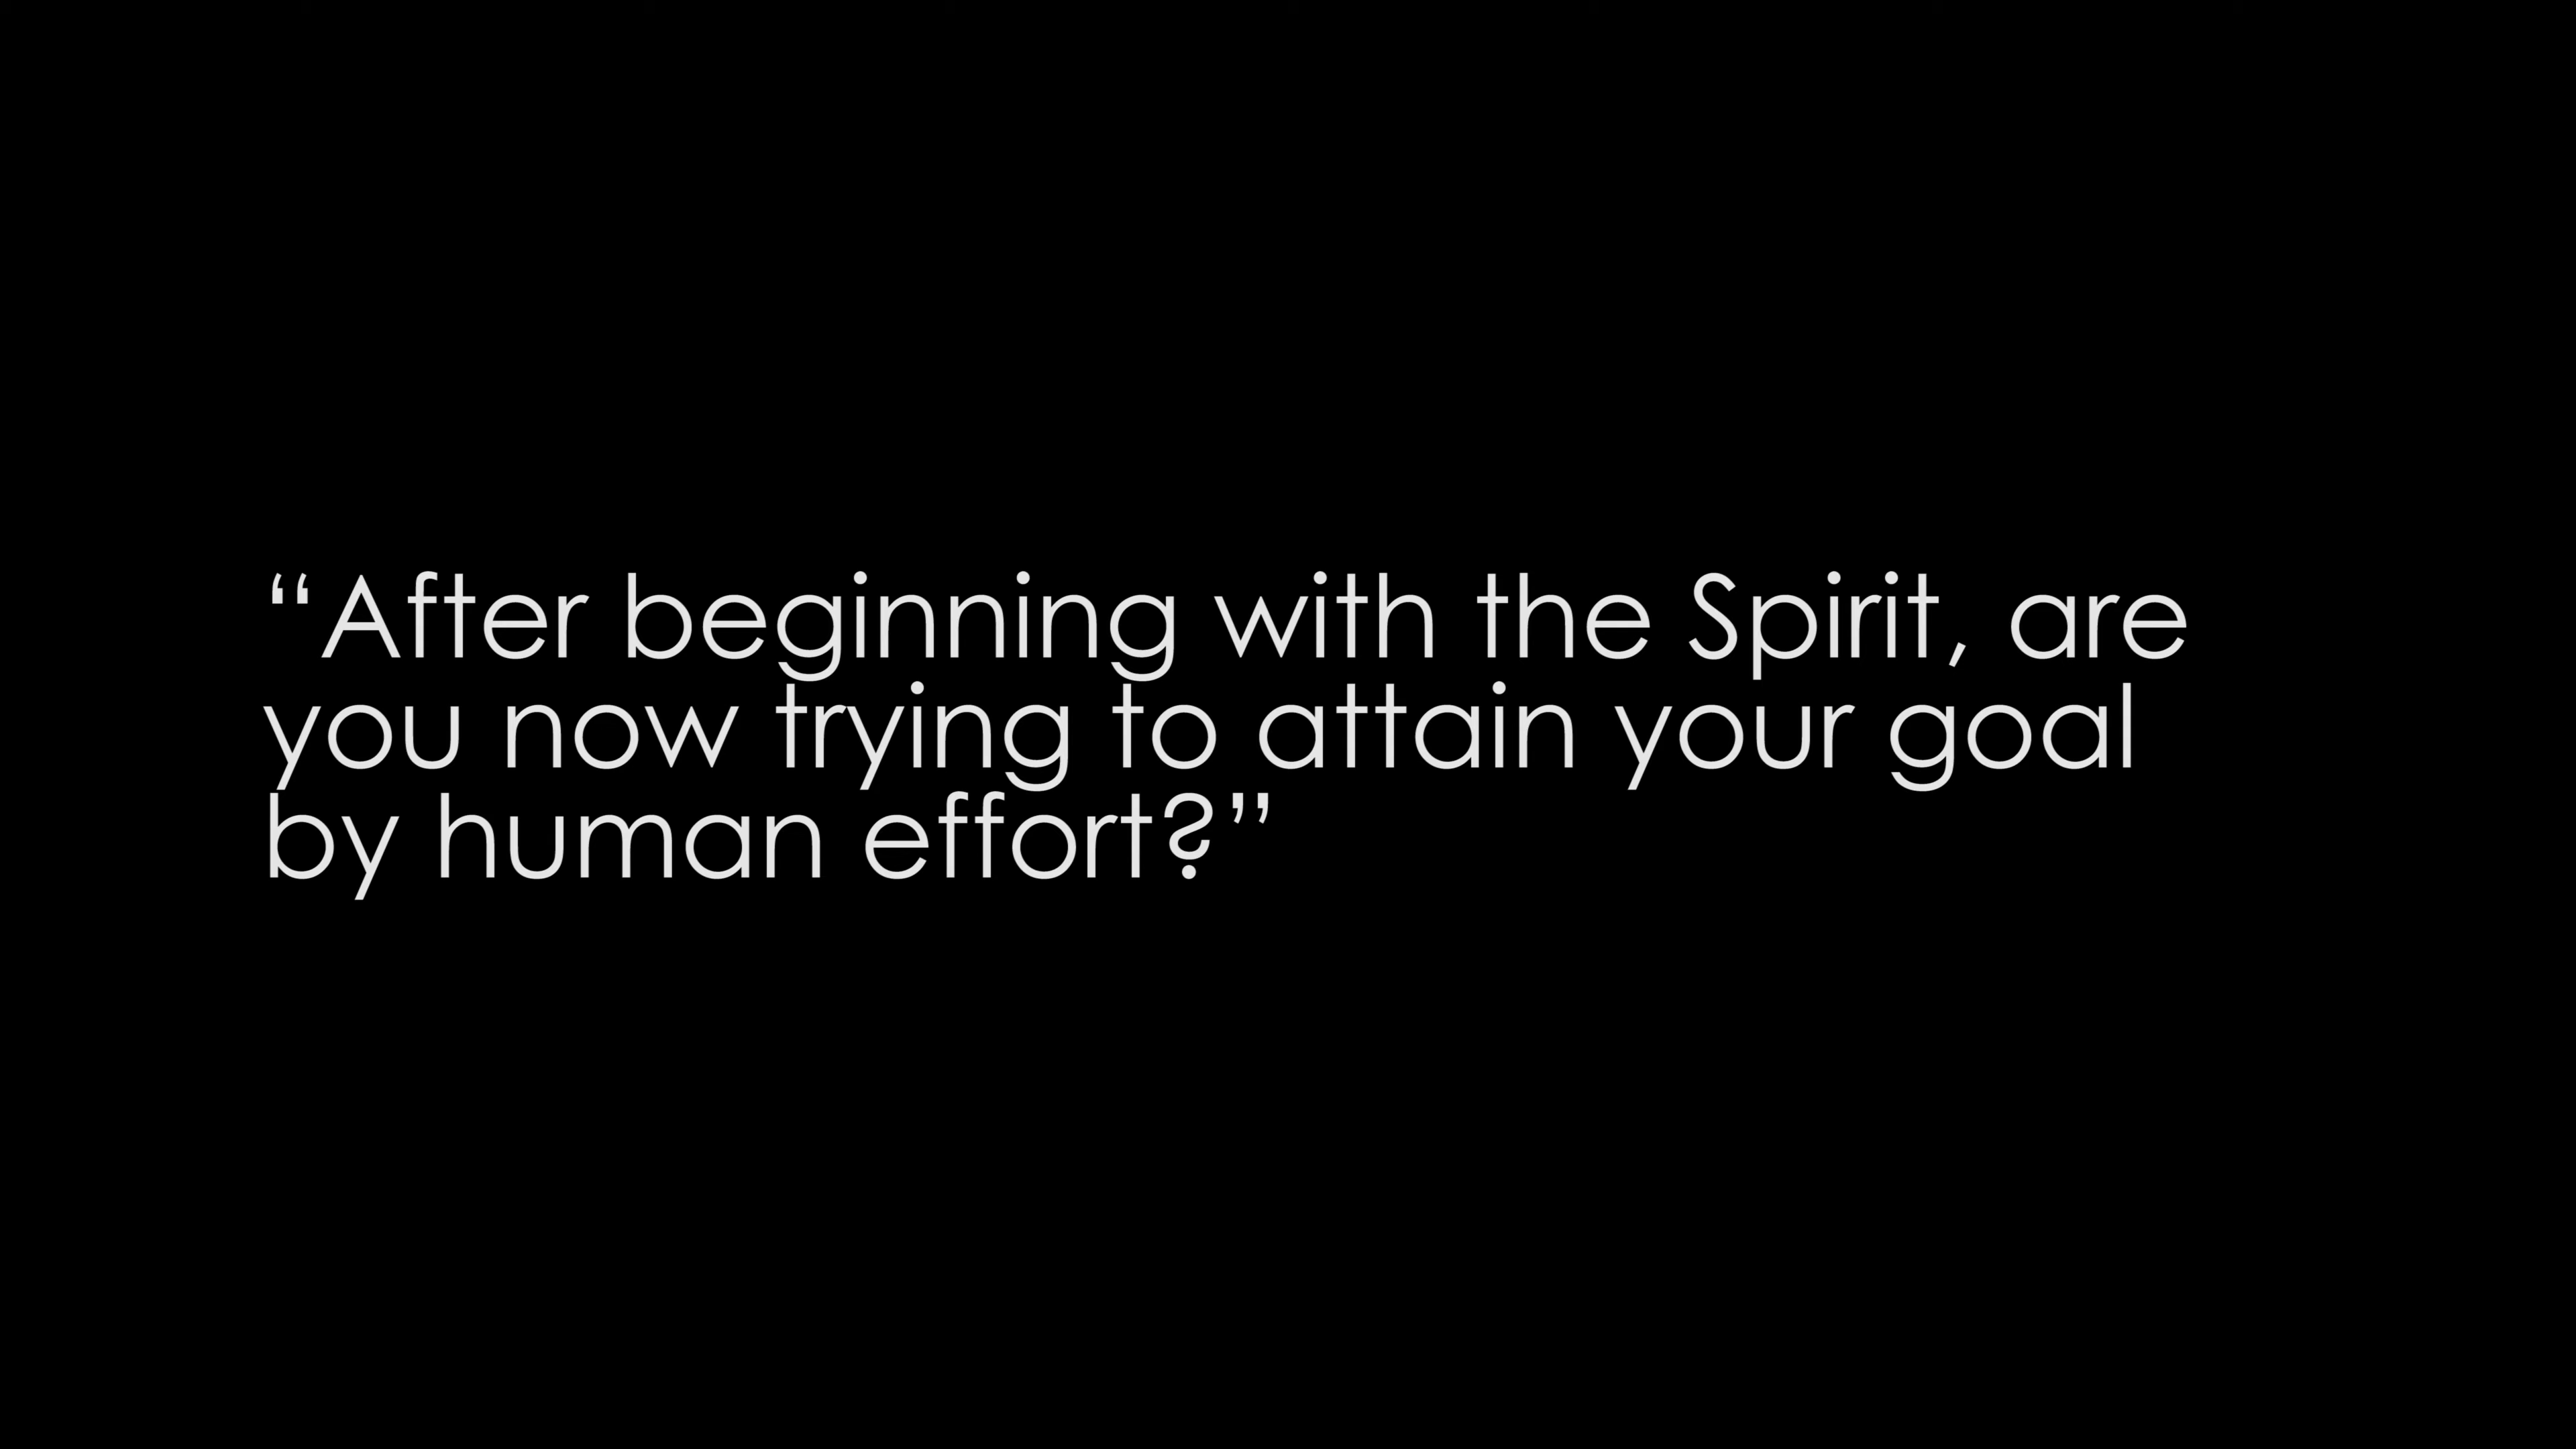 “After beginning with the Spirit, are
you now trying to attain your goal
by human effort?”